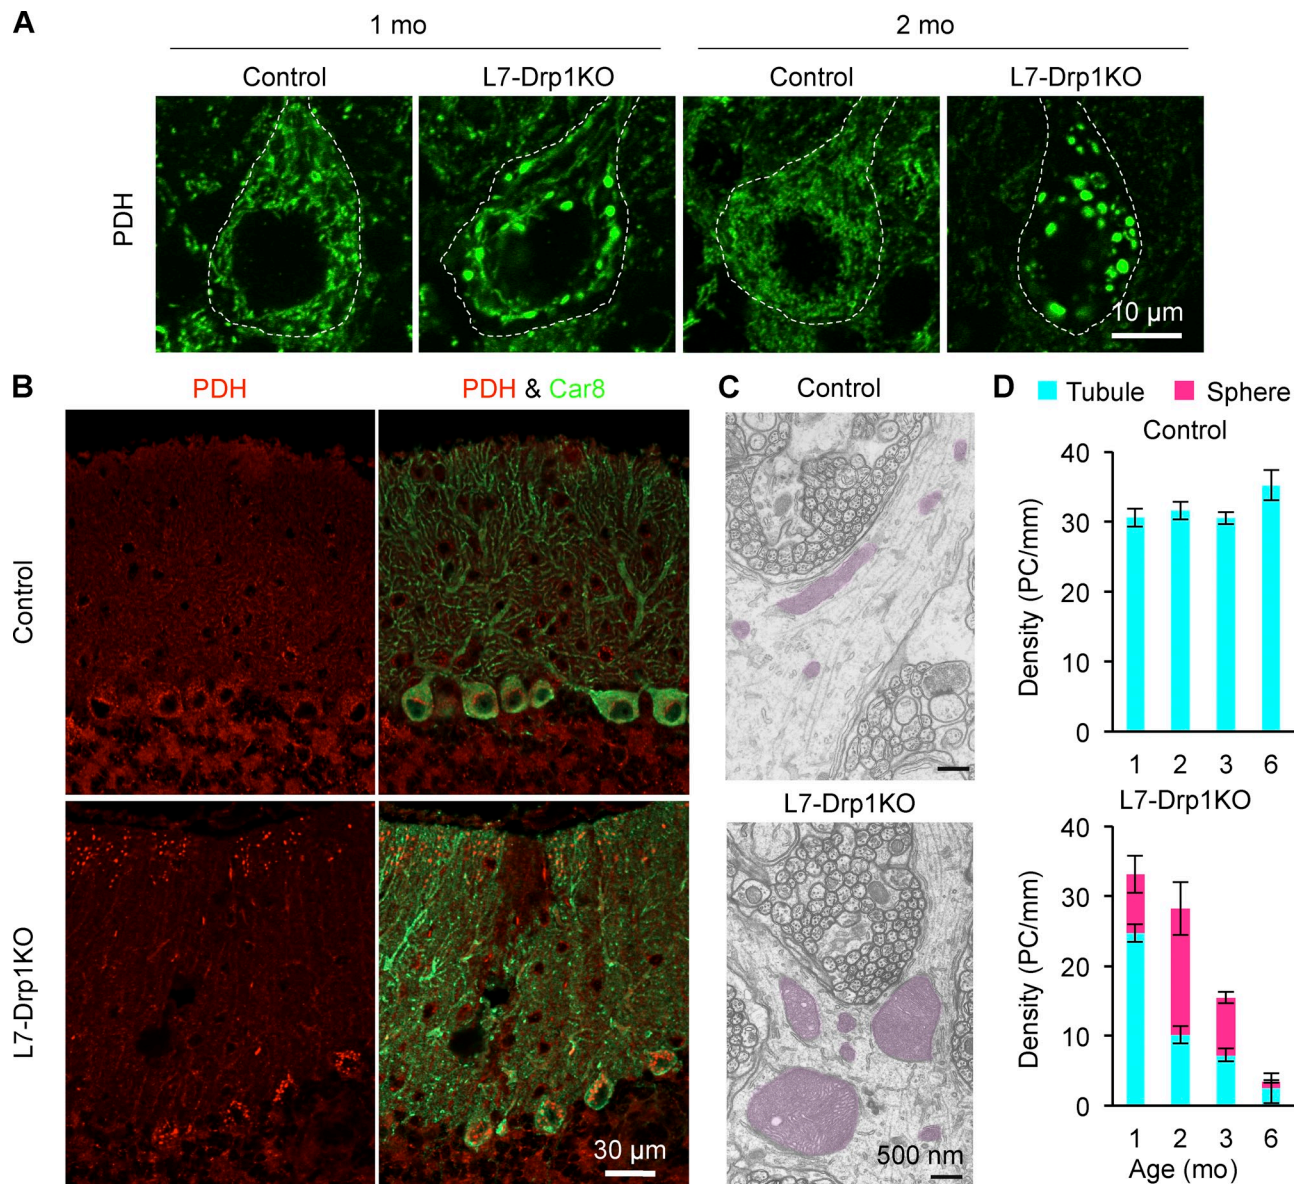 A
1 mo
2 mo
Control
L7-Drp1KO
Control
L7-Drp1KO
PDH
10 µm
B
PDH
PDH & Car8
Control
L7-Drp1KO
30 µm
C
Control
L7-Drp1KO
500 nm
D
Tubule
Sphere
Control
Density (PC/mm)
40
30
20
10
0
1
2
3
6
L7-Drp1KO
Density (PC/mm)
40
30
20
10
0
1
2
3
6
Age (mo)